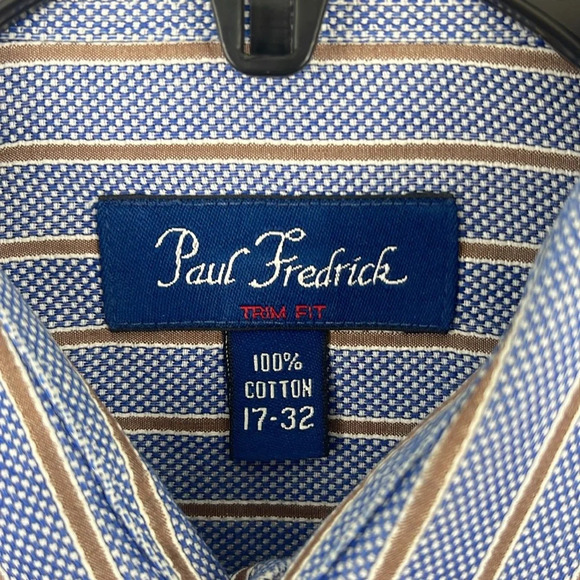 Paul Fredrick
TRIM FIT
100%
COTTON
17-32